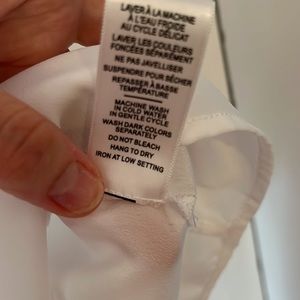 LAVER À LA MACHINE
À L'EAU FROIDE
AU CYCLE DÉLICAT
LAVER LES COULEURS
FONCÉES SÉPARÉMENT
NE PAS JAVELLISER
SUSPENDRE POUR SÉCHER
REPASSER À BASSE
TEMPÉRATURE
MACHINE WASH
IN COLD WATER
IN GENTLE CYCLE
WASH DARK COLORS
SEPARATELY
DO NOT BLEACH
HANG TO DRY
IRON AT LOW SETTING